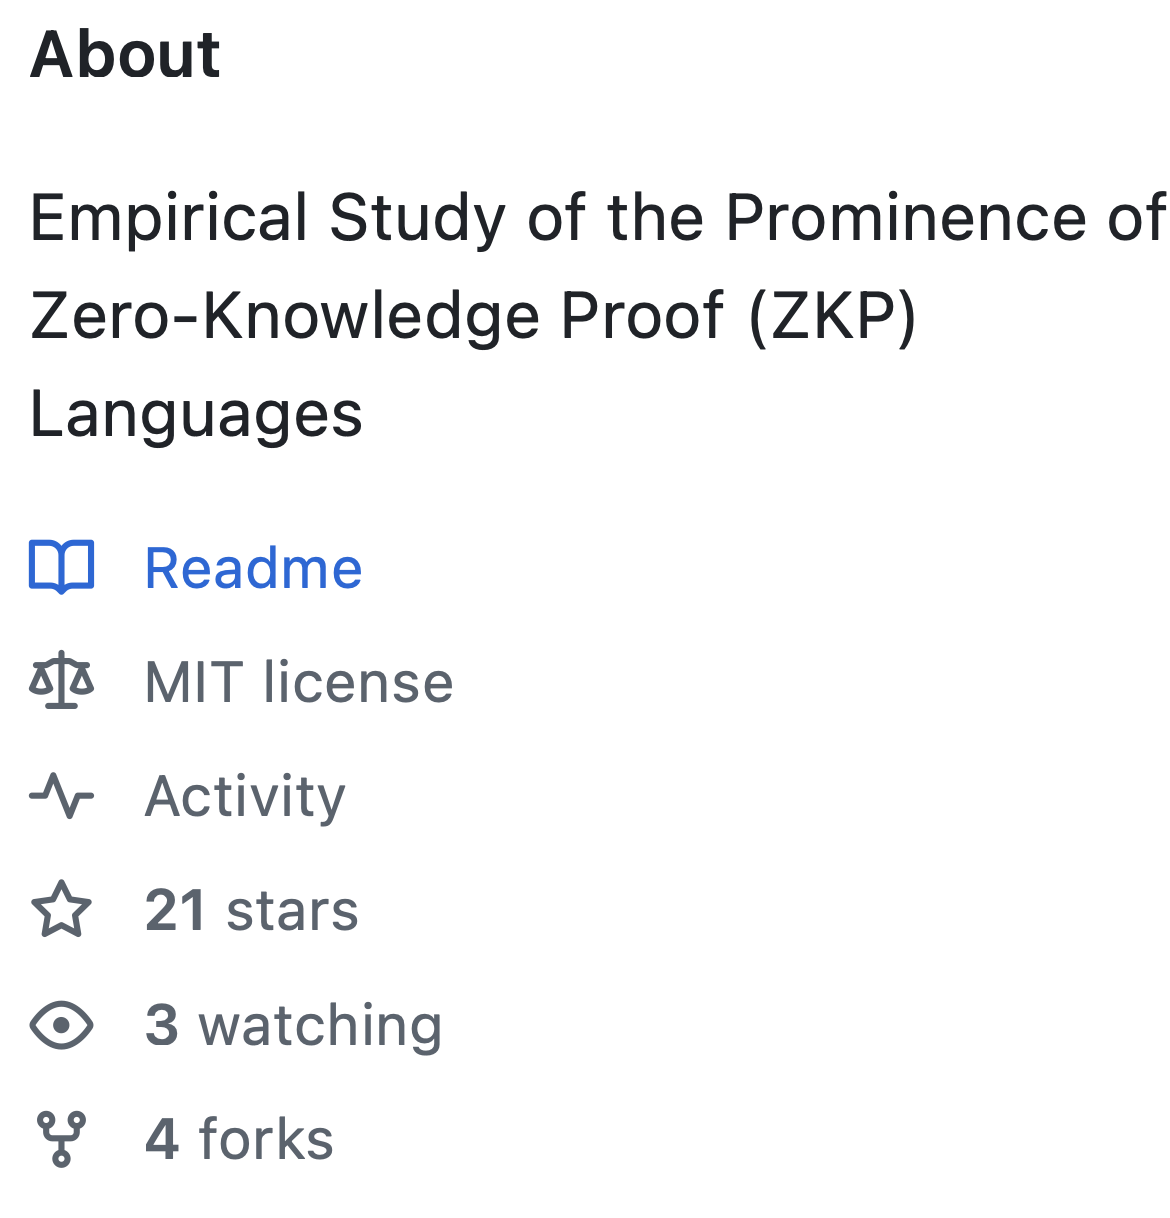 About
Empirical Study of the Prominence of
Zero-Knowledge Proof (ZKP)
Languages
Readme
MIT license
Activity
21 stars
3 watching
4 forks